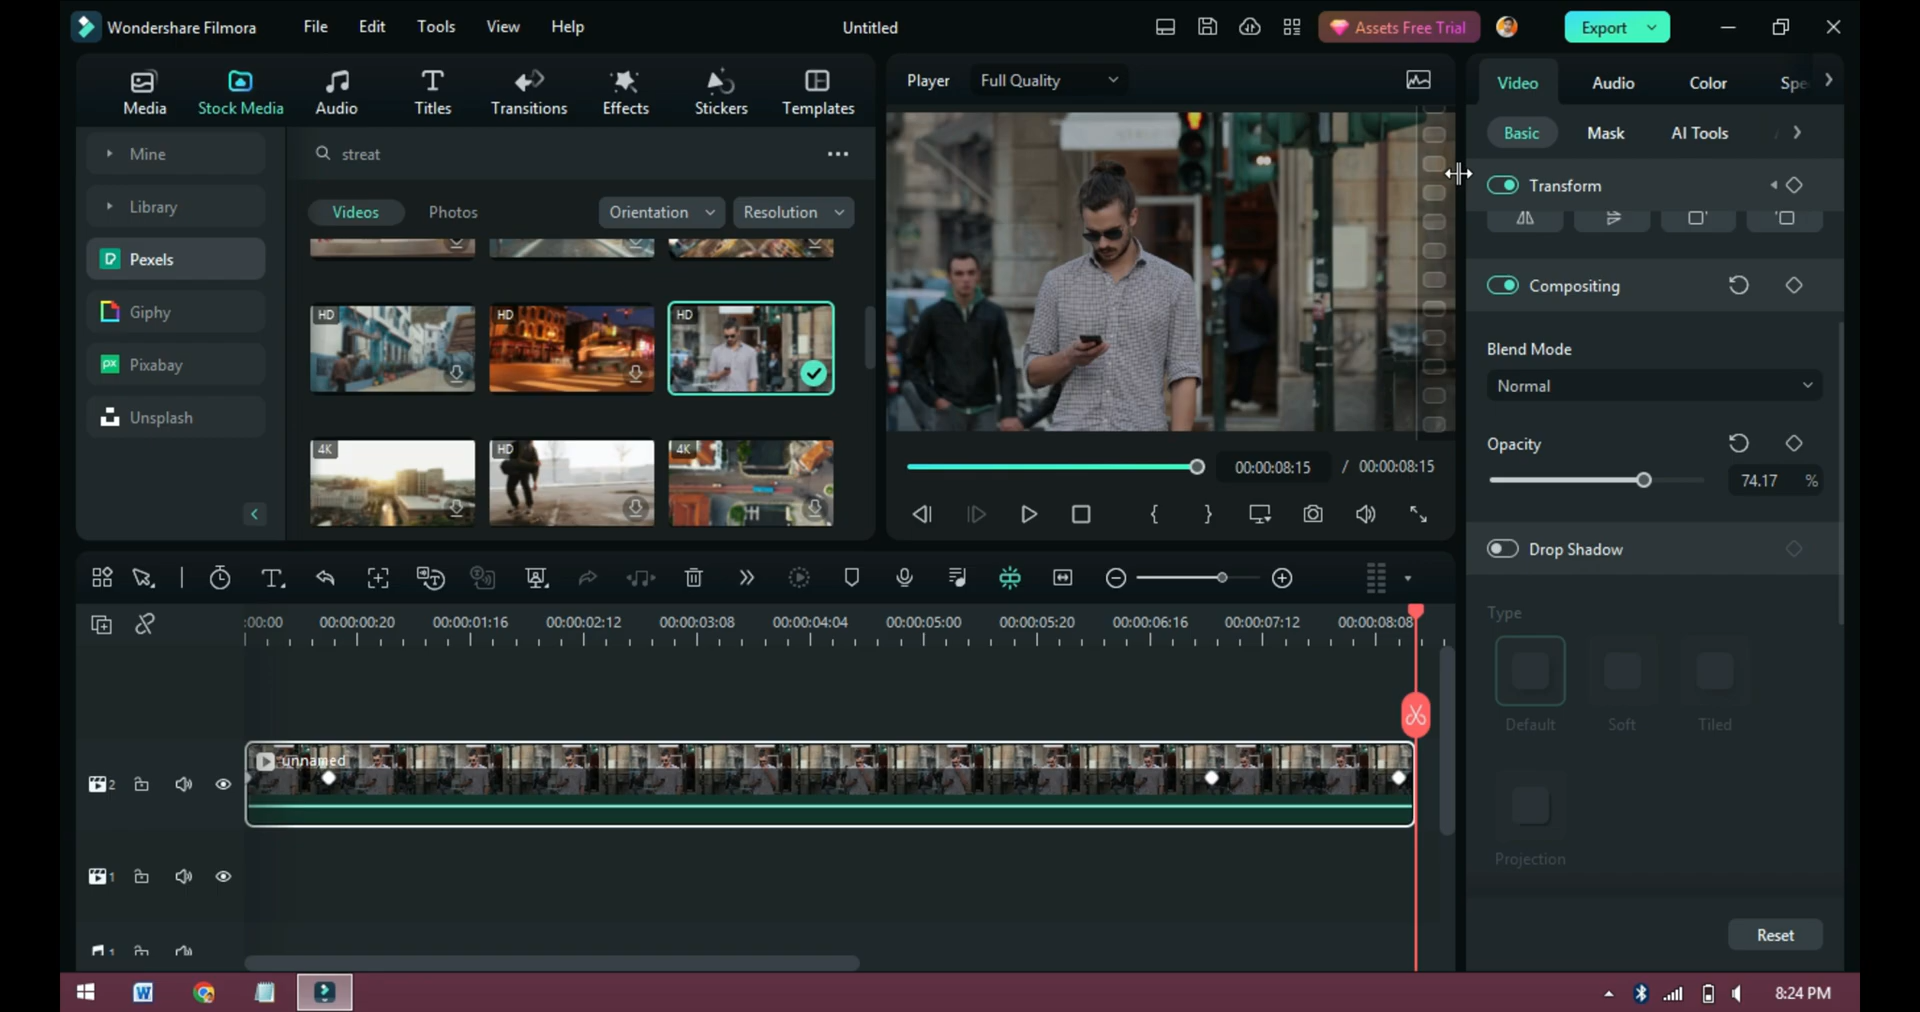 Wondershare Filmora File Edit Tools View Help Untitled Assets Free Trial Export
Media Stock Media Audio Titles Transitions Effects Stickers Templates
Player Full Quality
Video Audio Color Spe
Mine
Library
Pexels
Giphy
Pixabay
Unsplash
streat
Videos Photos Orientation Resolution
HD HD HD
4K HD 4K
00:00:08:15 / 00:00:08:15
Basic Mask AI Tools
Transform
Compositing
Blend Mode
Normal
Opacity
74.17 %
Drop Shadow
Type
Default Soft Tiled
Projection
Reset
:00:00 00:00:00:20 00:00:01:16 00:00:02:12 00:00:03:08 00:00:04:04 00:00:05:00 00:00:05:20 00:00:06:16 00:00:07:12 00:00:08:08
unnamed
2
1
1
8:24 PM